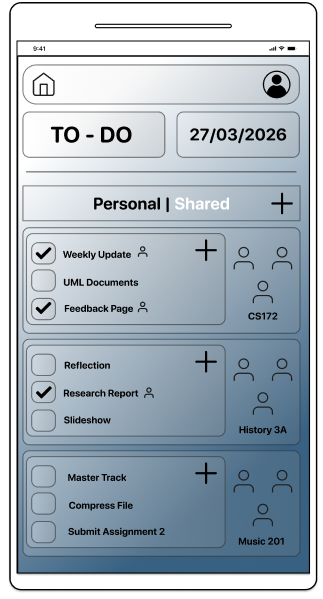 9:41
TO - DO
27/03/2026
Personal | Shared
Weekly Update
UML Documents
Feedback Page
CS172
Reflection
Research Report
Slideshow
History 3A
Master Track
Compress File
Submit Assignment 2
Music 201